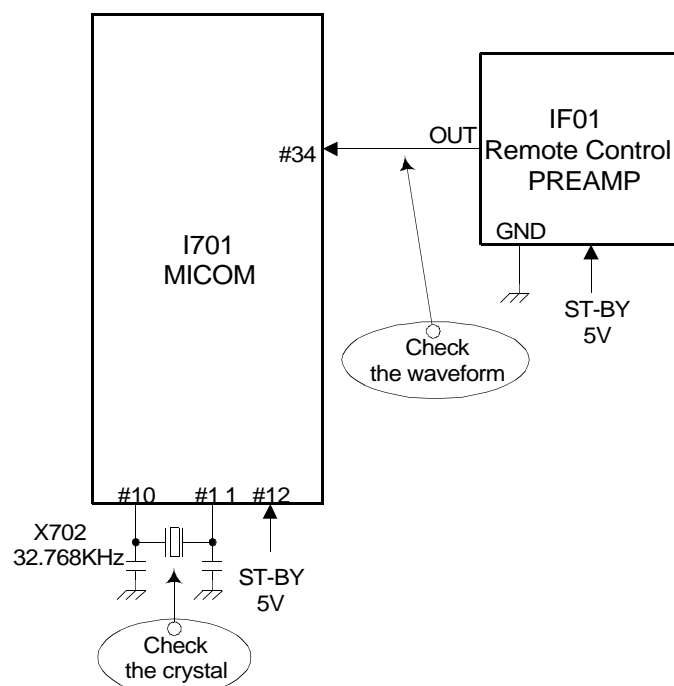 IF01
Remote Control
PREAMP
OUT
GND
#34
I701
MICOM
ST-BY
5V
Check
the waveform
#10
#1 1
#12
X702
32.768KHz
ST-BY
5V
Check
the crystal